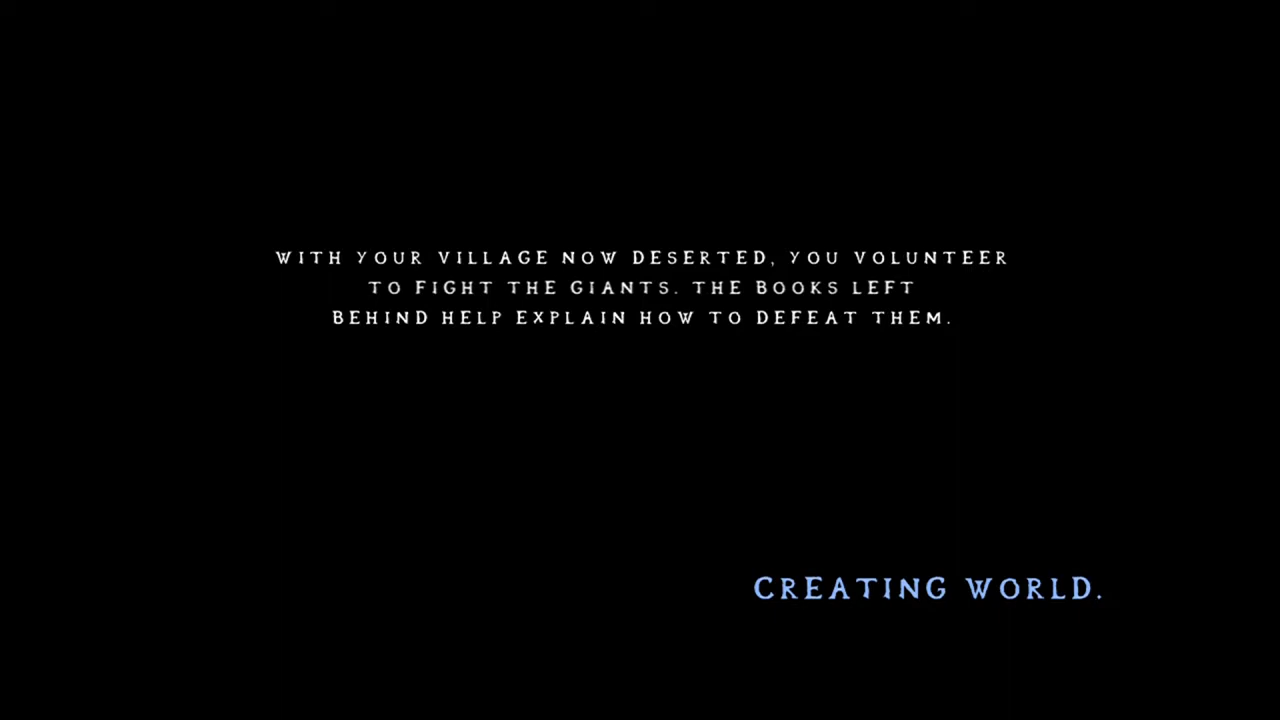 WITH YOUR VILLAGE NOW DESERTED, YOU VOLUNTEER
TO FIGHT THE GIANTS. THE BOOKS LEFT
BEHIND HELP EXPLAIN HOW TO DEFEAT THEM.
CREATING WORLD.